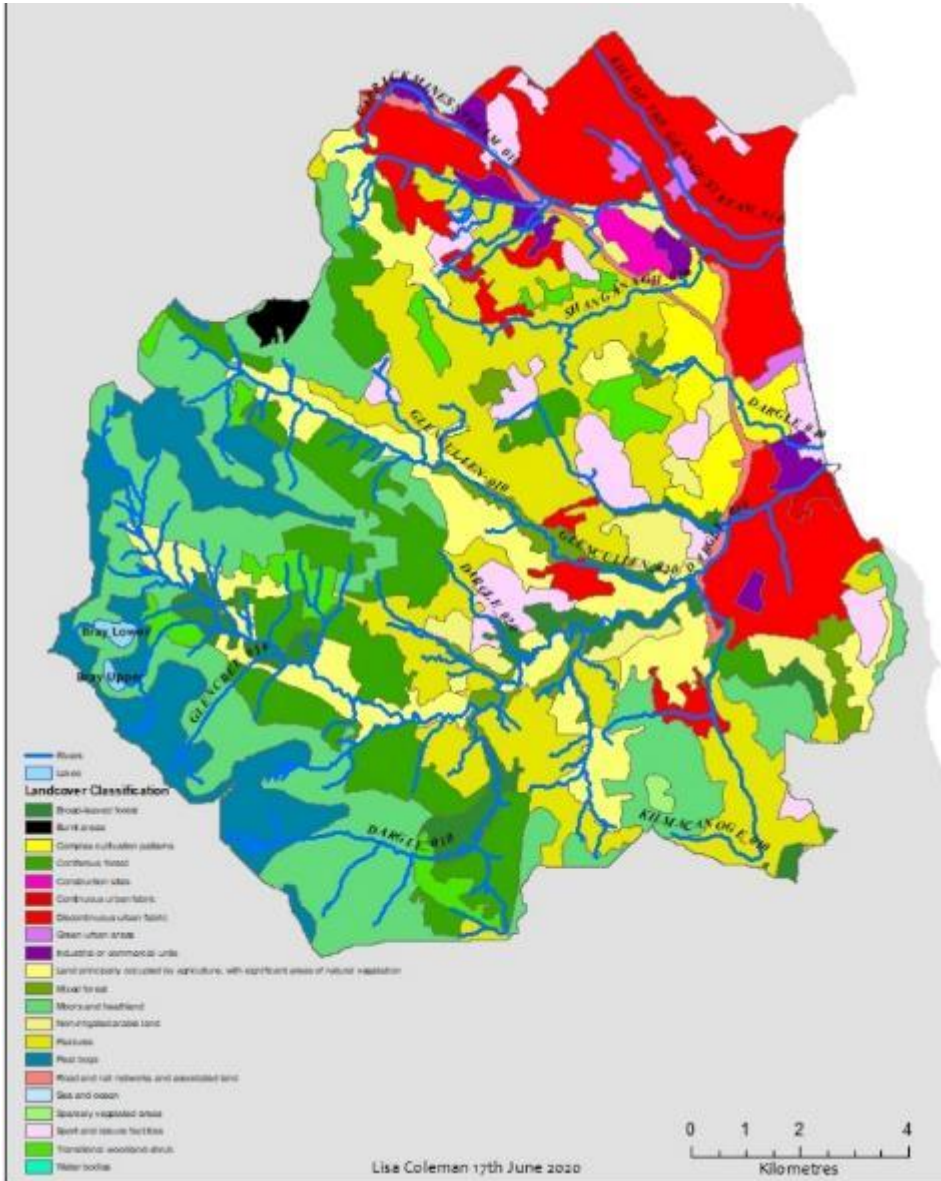 CARRICKMINES STREAM_010
SHANGANAGH_010
DARGLE_040
GLENCULLEN_010
GLENCULLEN_020
DARGLE_020
Bray Lower
Bray Upper
GLENCREE_010
DARGLE_010
KILMACANOGE_010
Rivers
Lakes
Landcover Classification
Broad-leaved forest
Burnt areas
Complex cultivation patterns
Coniferous forest
Construction sites
Continuous urban fabric
Discontinuous urban fabric
Green urban areas
Industrial or commercial units
Land principally occupied by agriculture, with significant areas of natural vegetation
Mixed forest
Moors and heathland
Non-irrigated arable land
Pastures
Peat bogs
Road and rail networks and associated land
Sea and ocean
Sparsely vegetated areas
Sport and leisure facilities
Transitional woodland-shrub
Water bodies
0 1 2 4
Kilometres
Lisa Coleman 17th June 2020